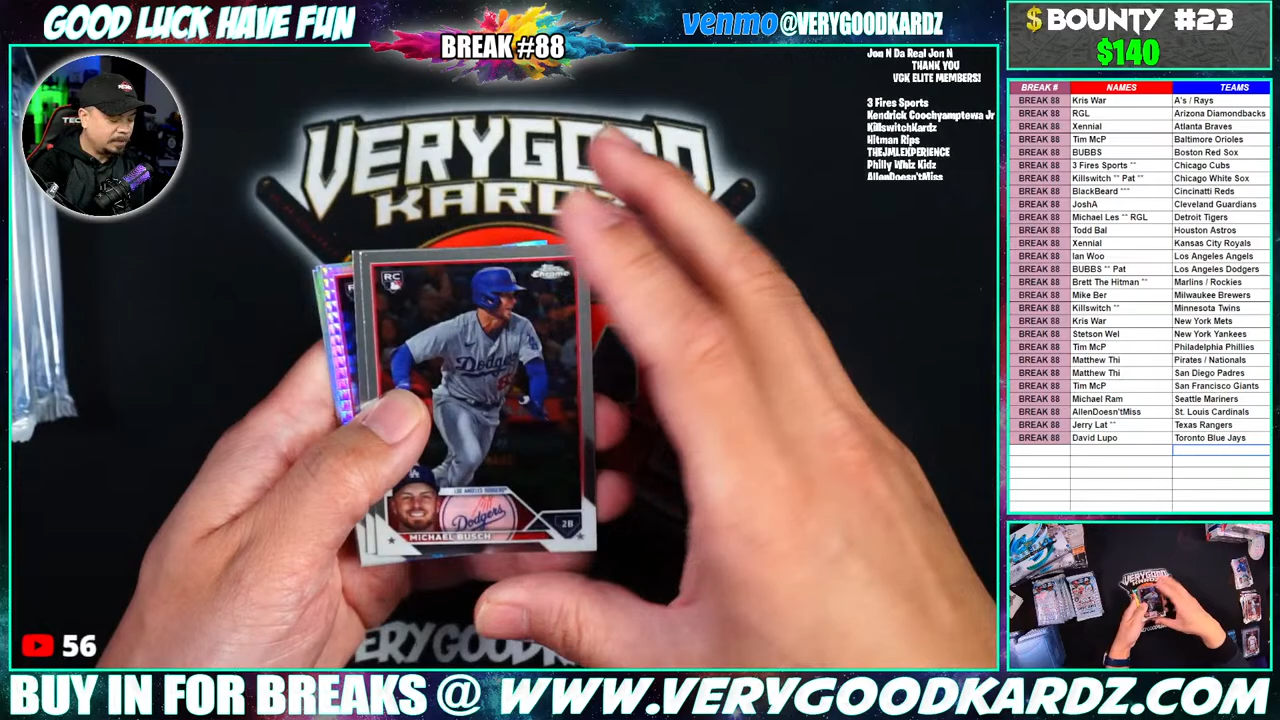 GOOD LUCK HAVE FUN
BREAK #88
venmo@VERYGOODKARDZ
$ BOUNTY #23
$140
Jon N Da Real Jon N
THANK YOU
VGK ELITE MEMBERS!
3 Fires Sports
Kendrick Coochyamptewa Jr
KillswitchKardz
Hitman Rips
THEJMLEXPERIENCE
Philly Whiz Kidz
AllenDoesn'tMiss
VERYGOOD
KARDZ
RC
Topps Chrome
Dodgers
LOS ANGELES DODGERS
Dodgers
2B
MICHAEL BUSCH
VERYGOOD
56
BREAK # NAMES TEAMS
BREAK 88 Kris War A's / Rays
BREAK 88 RGL Arizona Diamondbacks
BREAK 88 Xennial Atlanta Braves
BREAK 88 Tim McP Baltimore Orioles
BREAK 88 BUBBS Boston Red Sox
BREAK 88 3 Fires Sports ** Chicago Cubs
BREAK 88 Killswitch ** Pat ** Chicago White Sox
BREAK 88 BlackBeard *** Cincinatti Reds
BREAK 88 JoshA Cleveland Guardians
BREAK 88 Michael Les ** RGL Detroit Tigers
BREAK 88 Todd Bal Houston Astros
BREAK 88 Xennial Kansas City Royals
BREAK 88 Ian Woo Los Angeles Angels
BREAK 88 BUBBS ** Pat Los Angeles Dodgers
BREAK 88 Brett The Hitman ** Marlins / Rockies
BREAK 88 Mike Ber Milwaukee Brewers
BREAK 88 Killswitch ** Minnesota Twins
BREAK 88 Kris War New York Mets
BREAK 88 Stetson Wel New York Yankees
BREAK 88 Tim McP Philadelphia Phillies
BREAK 88 Matthew Thi Pirates / Nationals
BREAK 88 Matthew Thi San Diego Padres
BREAK 88 Tim McP San Francisco Giants
BREAK 88 Michael Ram Seattle Mariners
BREAK 88 AllenDoesn'tMiss St. Louis Cardinals
BREAK 88 Jerry Lat ** Texas Rangers
BREAK 88 David Lupo Toronto Blue Jays
VERYGOOD
BUY IN FOR BREAKS @ WWW.VERYGOODKARDZ.COM